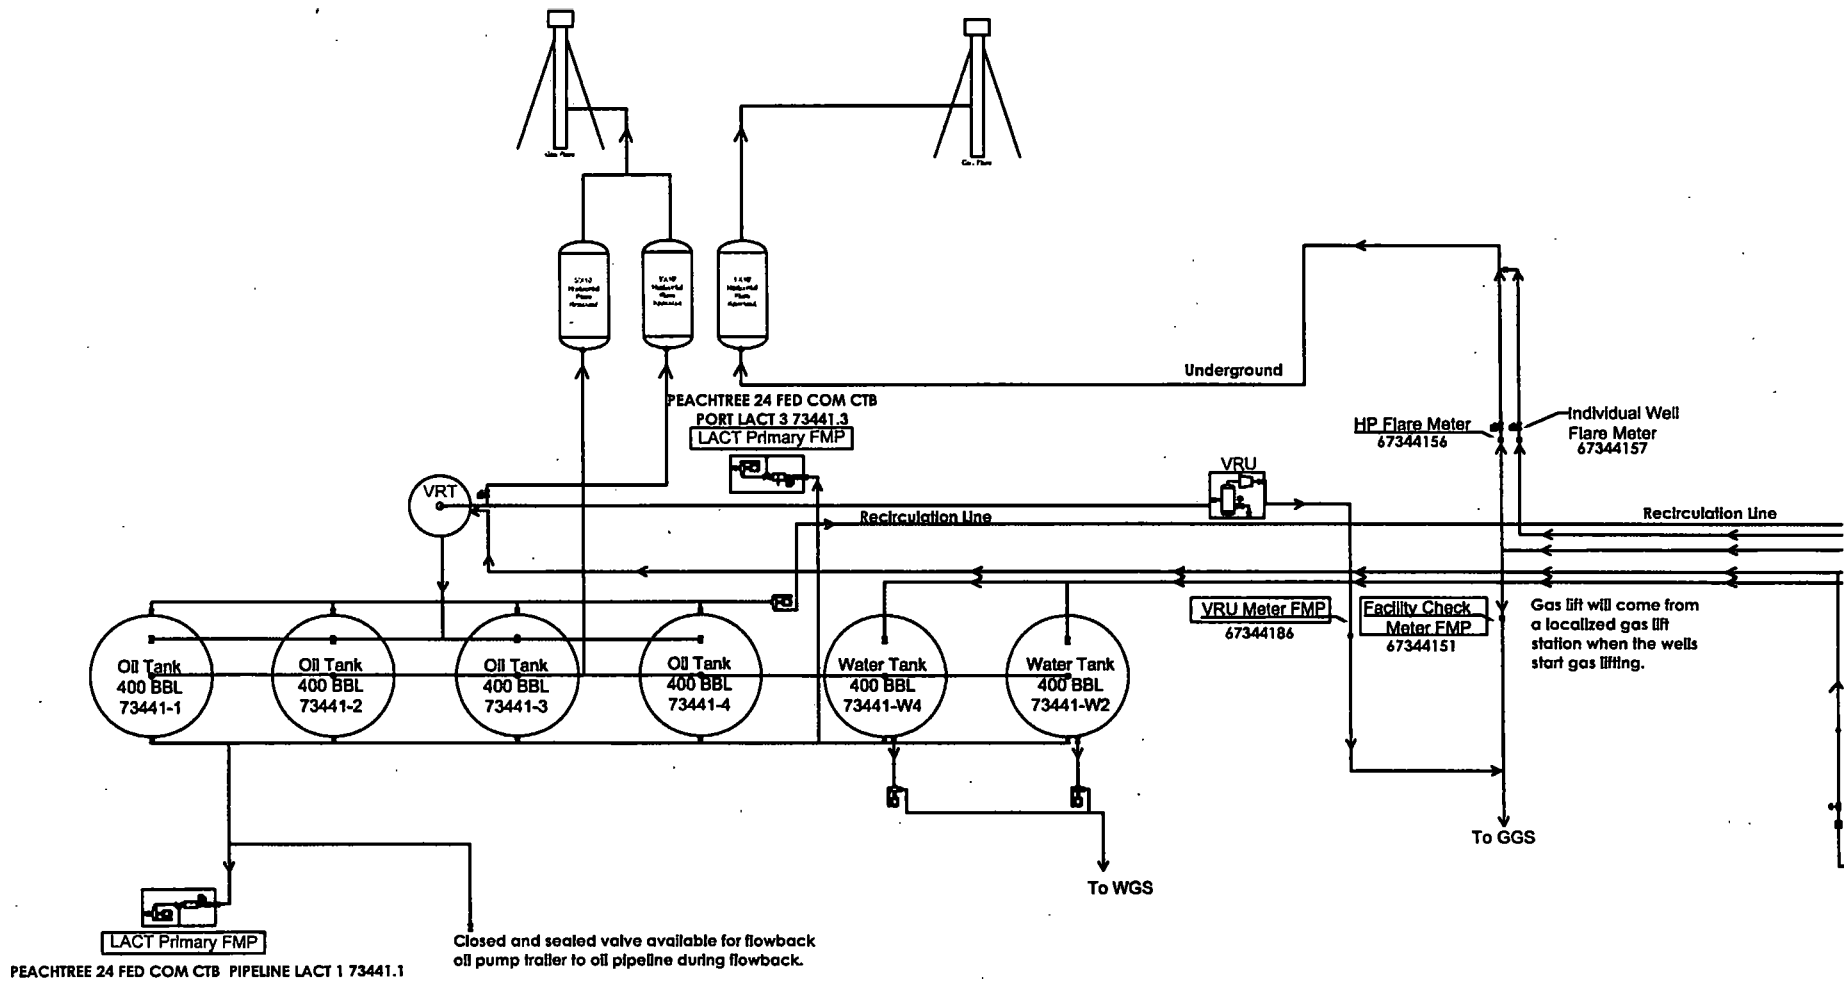 Underground
PEACHTREE 24 FED COM CTB
PORT LACT 3 73441.3
LACT Primary FMP
HP Flare Meter
67344156
Individual Well
Flare Meter
67344157
VRT
VRU
Recirculation Line
Recirculation Line
VRU Meter FMP
67344186
Facility Check
Meter FMP
67344151
Gas lift will come from
a localized gas lift
station when the wells
start gas lifting.
Oil Tank
400 BBL
73441-1
Oil Tank
400 BBL
73441-2
Oil Tank
400 BBL
73441-3
Oil Tank
400 BBL
73441-4
Water Tank
400 BBL
73441-W4
Water Tank
400 BBL
73441-W2
To GGS
To WGS
LACT Primary FMP
PEACHTREE 24 FED COM CTB PIPELINE LACT 1 73441.1
Closed and sealed valve available for flowback
oil pump trailer to oil pipeline during flowback.